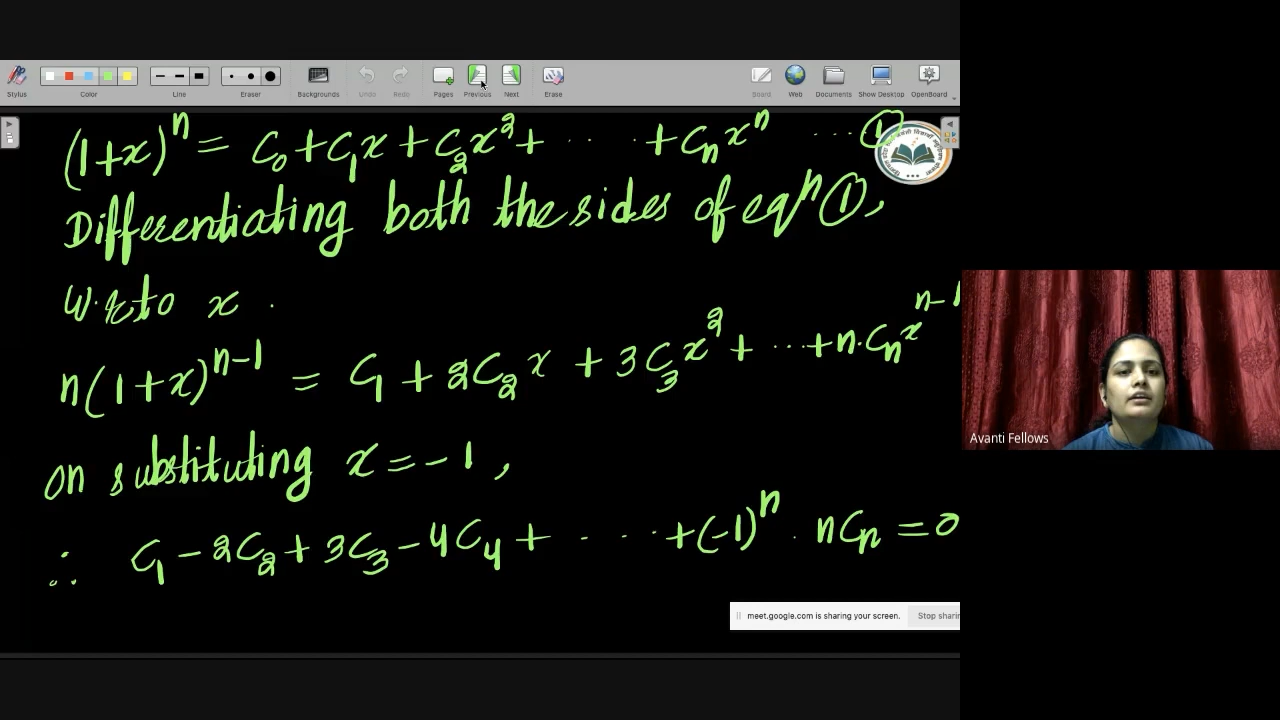 Stylus Color Line Eraser Backgrounds Undo Redo Pages Previous Next Erase Board Web Documents Show Desktop OpenBoard
(1+x)^n = C₀ + C₁x + C₂x² + ..... + Cₙx^n ... ①
Differentiating both the sides of eqⁿ ①,
w.r.to x .
n(1+x)^{n-1} = C₁ + 2C₂x + 3C₃x² + ... + n.Cₙx^{n-1}
Avanti Fellows
on substituting x = -1 ,
∴ C₁ - 2C₂ + 3C₃ - 4C₄ + ..... + (-1)^n . nCₙ = 0
meet.google.com is sharing your screen. Stop sharin